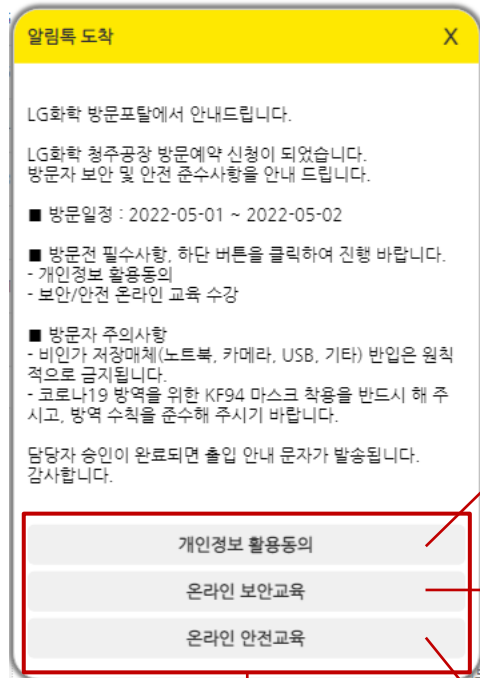 알림톡 도착 X
LG화학 방문포탈에서 안내드립니다.
LG화학 청주공장 방문예약 신청이 되었습니다.
방문자 보안 및 안전 준수사항을 안내 드립니다.
■ 방문일정 : 2022-05-01 ~ 2022-05-02
■ 방문전 필수사항, 하단 버튼을 클릭하여 진행 바랍니다.
- 개인정보 활용동의
- 보안/안전 온라인 교육 수강
■ 방문자 주의사항
- 비인가 저장매체(노트북, 카메라, USB, 기타) 반입은 원칙
적으로 금지됩니다.
- 코로나19 방역을 위한 KF94 마스크 착용을 반드시 해 주
시고, 방역 수칙을 준수해 주시기 바랍니다.
담당자 승인이 완료되면 출입 안내 문자가 발송됩니다.
감사합니다.
개인정보 활용동의
온라인 보안교육
온라인 안전교육